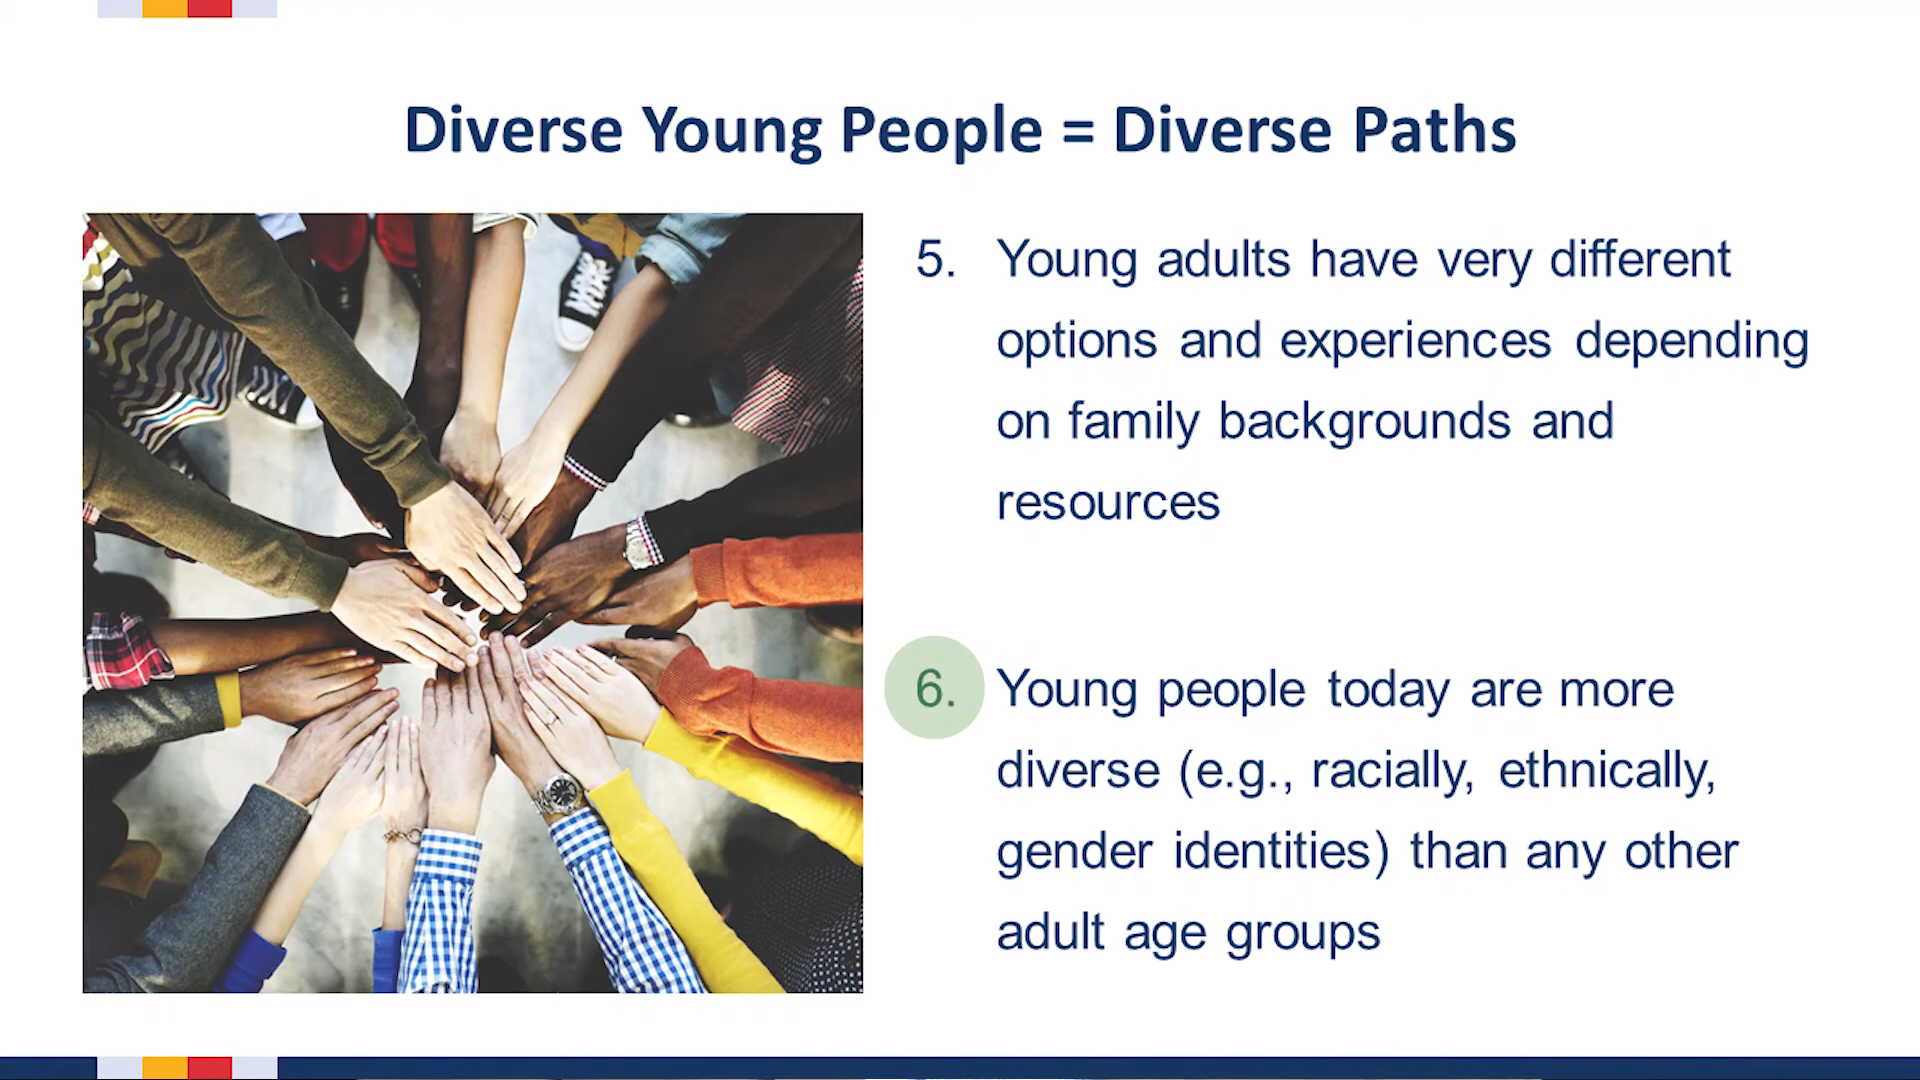 Diverse Young People = Diverse Paths
5. Young adults have very different
options and experiences depending
on family backgrounds and
resources
6. Young people today are more
diverse (e.g., racially, ethnically,
gender identities) than any other
adult age groups